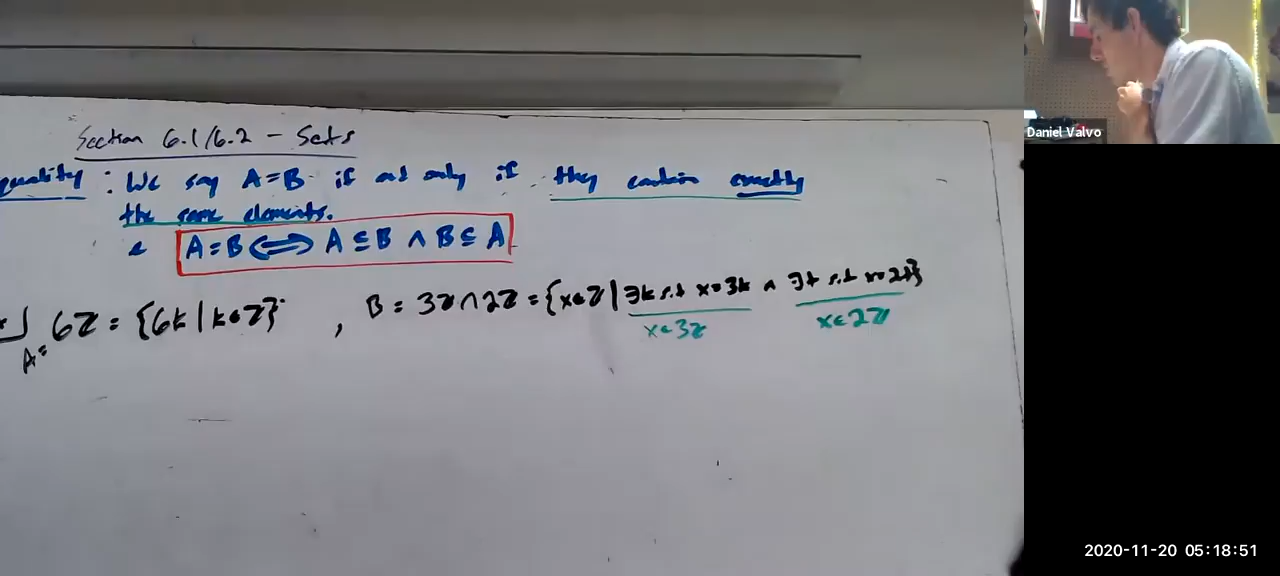 Section 6.1/6.2 - Sets
quality: We say A=B if and only if they contain exactly
the same elements.
A=B ⟺ A ⊆ B ∧ B ⊆ A
A= 6ℤ = {6k | k∈ℤ}, B = 3ℤ∩2ℤ = {x∈ℤ | ∃k s.t x=3k ∧ ∃t s.t x=2t}
x∈3ℤ x∈2ℤ
Daniel Valvo
2020-11-20 05:18:51